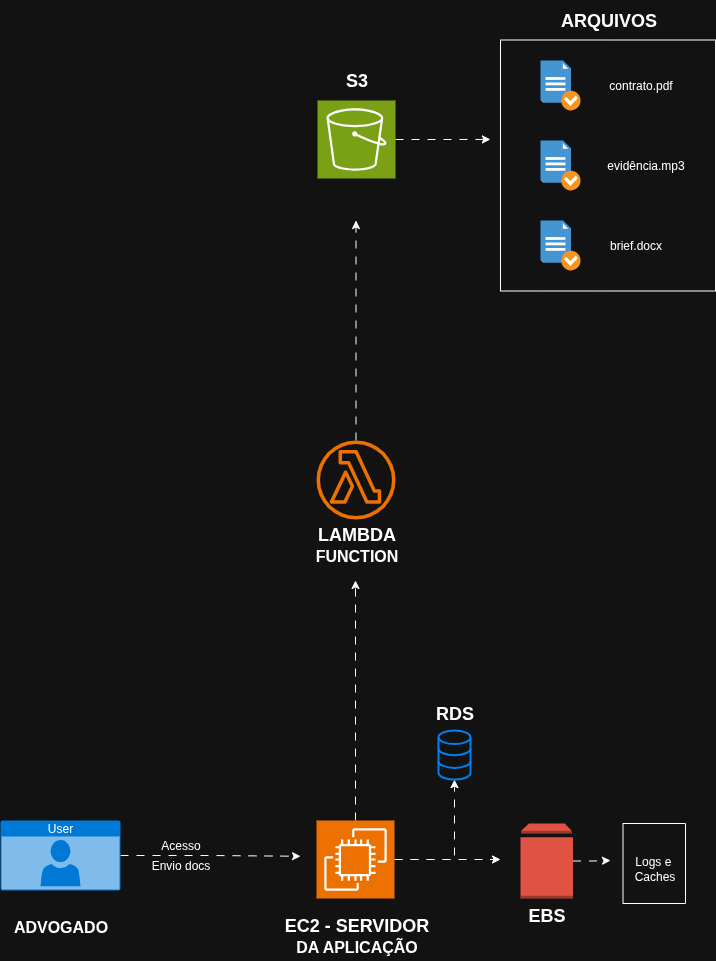 ARQUIVOS
S3
contrato.pdf
evidência.mp3
brief.docx
LAMBDA
FUNCTION
RDS
User
Acesso
Envio docs
Logs e
Caches
ADVOGADO
EC2 - SERVIDOR
DA APLICAÇÃO
EBS